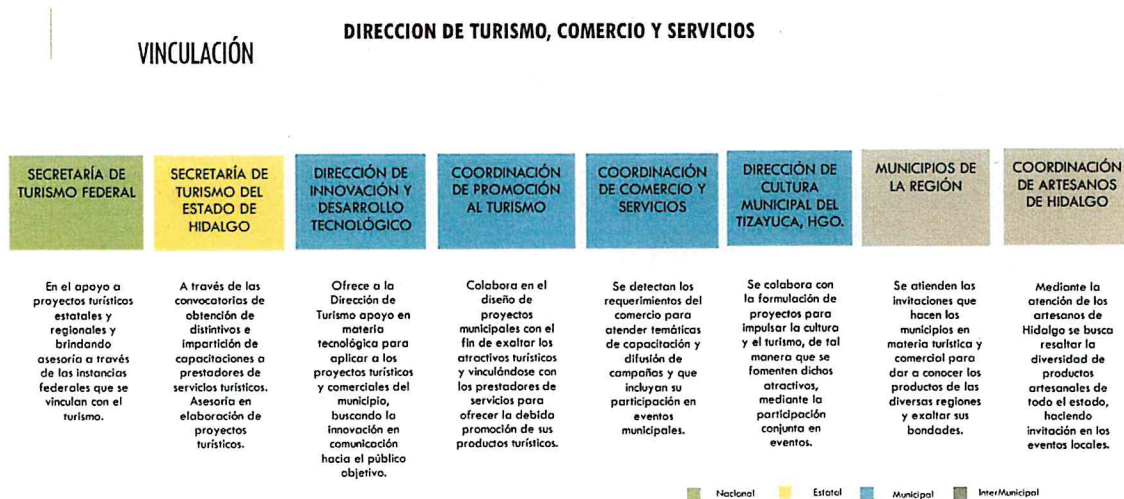 DIRECCION DE TURISMO, COMERCIO Y SERVICIOS
VINCULACIÓN
SECRETARÍA DE
TURISMO FEDERAL
En el apoyo a
proyectos turísticos
estatales y
regionales y
brindando
asesoría a través
de las instancias
federales que se
vinculan con el
turismo.
SECRETARÍA DE
TURISMO DEL
ESTADO DE
HIDALGO
A través de las
convocatorias de
obtención de
distintivos e
impartición de
capacitaciones a
prestadores de
servicios turísticos.
Asesoría en
elaboración de
proyectos
turísticos.
DIRECCIÓN DE
INNOVACIÓN Y
DESARROLLO
TECNOLÓGICO
Ofrece a la
Dirección de
Turismo apoyo en
materia
tecnológica para
aplicar a los
proyectos turísticos
y comerciales del
municipio,
buscando la
innovación en
comunicación
hacia el público
objetivo.
COORDINACIÓN
DE PROMOCIÓN
AL TURISMO
Colabora en el
diseño de
proyectos
municipales con el
fin de exaltar los
atractivos turísticos
y vinculándose con
los prestadores de
servicios para
ofrecer la debida
promoción de sus
productos turísticos.
COORDINACIÓN
DE COMERCIO Y
SERVICIOS
Se detectan los
requerimientos del
comercio para
atender temáticas
de capacitación y
difusión de
campañas y que
incluyan su
participación en
eventos
municipales.
DIRECCIÓN DE
CULTURA
MUNICIPAL DEL
TIZAYUCA, HGO.
Se colabora con
la formulación de
proyectos para
impulsar la cultura
y el turismo, de tal
manera que se
fomenten dichos
atractivos,
mediante la
participación
conjunta en
eventos.
MUNICIPIOS DE
LA REGIÓN
Se atienden las
invitaciones que
hacen los
municipios en
materia turística y
comercial para
dar a conocer los
productos de las
diversas regiones
y exaltar sus
bondades.
COORDINACIÓN
DE ARTESANOS
DE HIDALGO
Mediante la
atención de los
artesanos de
Hidalgo se busca
resaltar la
diversidad de
productos
artesanales de
todo el estado,
haciendo
invitación en los
eventos locales.
Nacional
Estatal
Municipal
InterMunicipal